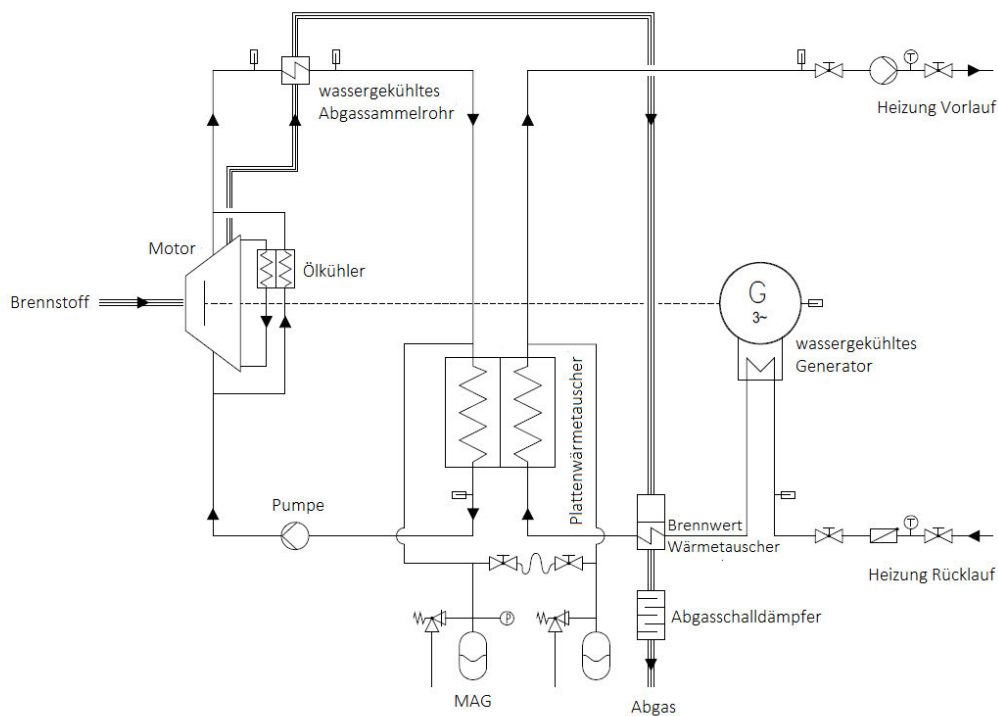 wassergekühltes
Abgassammelrohr
T
Heizung Vorlauf
Motor
Ölkühler
Brennstoff
G
3~
wassergekühltes
Generator
Plattenwärmetauscher
Pumpe
Brennwert
Wärmetauscher
T
Heizung Rücklauf
P
Abgasschalldämpfer
MAG
Abgas